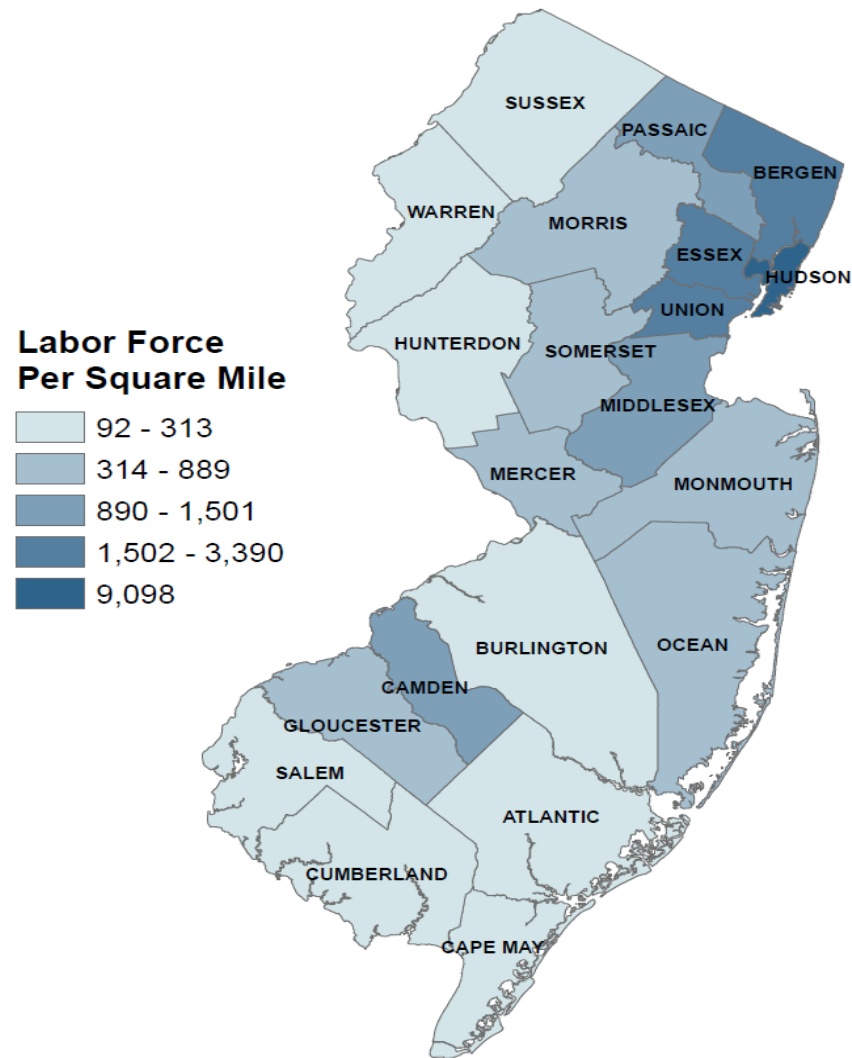 SUSSEX
PASSAIC
BERGEN
WARREN
MORRIS
ESSEX
HUDSON
UNION
HUNTERDON
SOMERSET
MIDDLESEX
MERCER
MONMOUTH
Labor Force
Per Square Mile
92 - 313
314 - 889
890 - 1,501
1,502 - 3,390
9,098
BURLINGTON
OCEAN
CAMDEN
GLOUCESTER
SALEM
ATLANTIC
CUMBERLAND
CAPE MAY